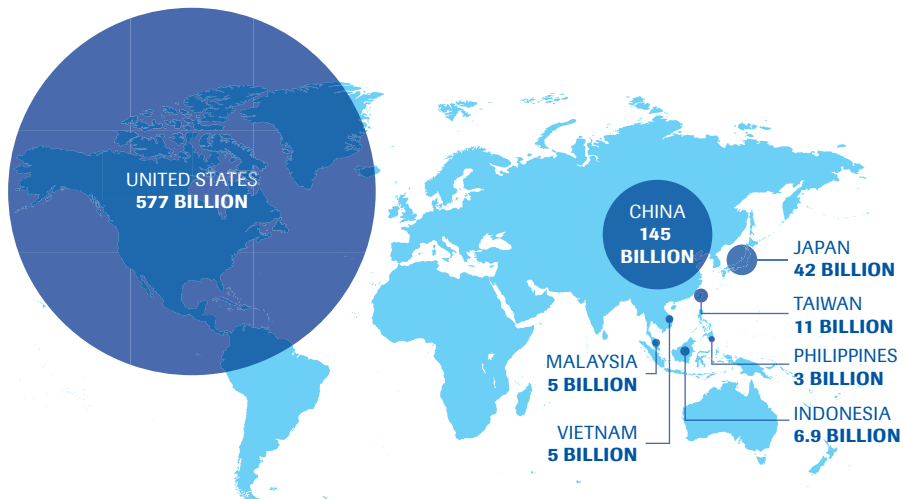 UNITED STATES
577 BILLION
CHINA
145
BILLION
JAPAN
42 BILLION
TAIWAN
11 BILLION
MALAYSIA
5 BILLION
PHILIPPINES
3 BILLION
VIETNAM
5 BILLION
INDONESIA
6.9 BILLION